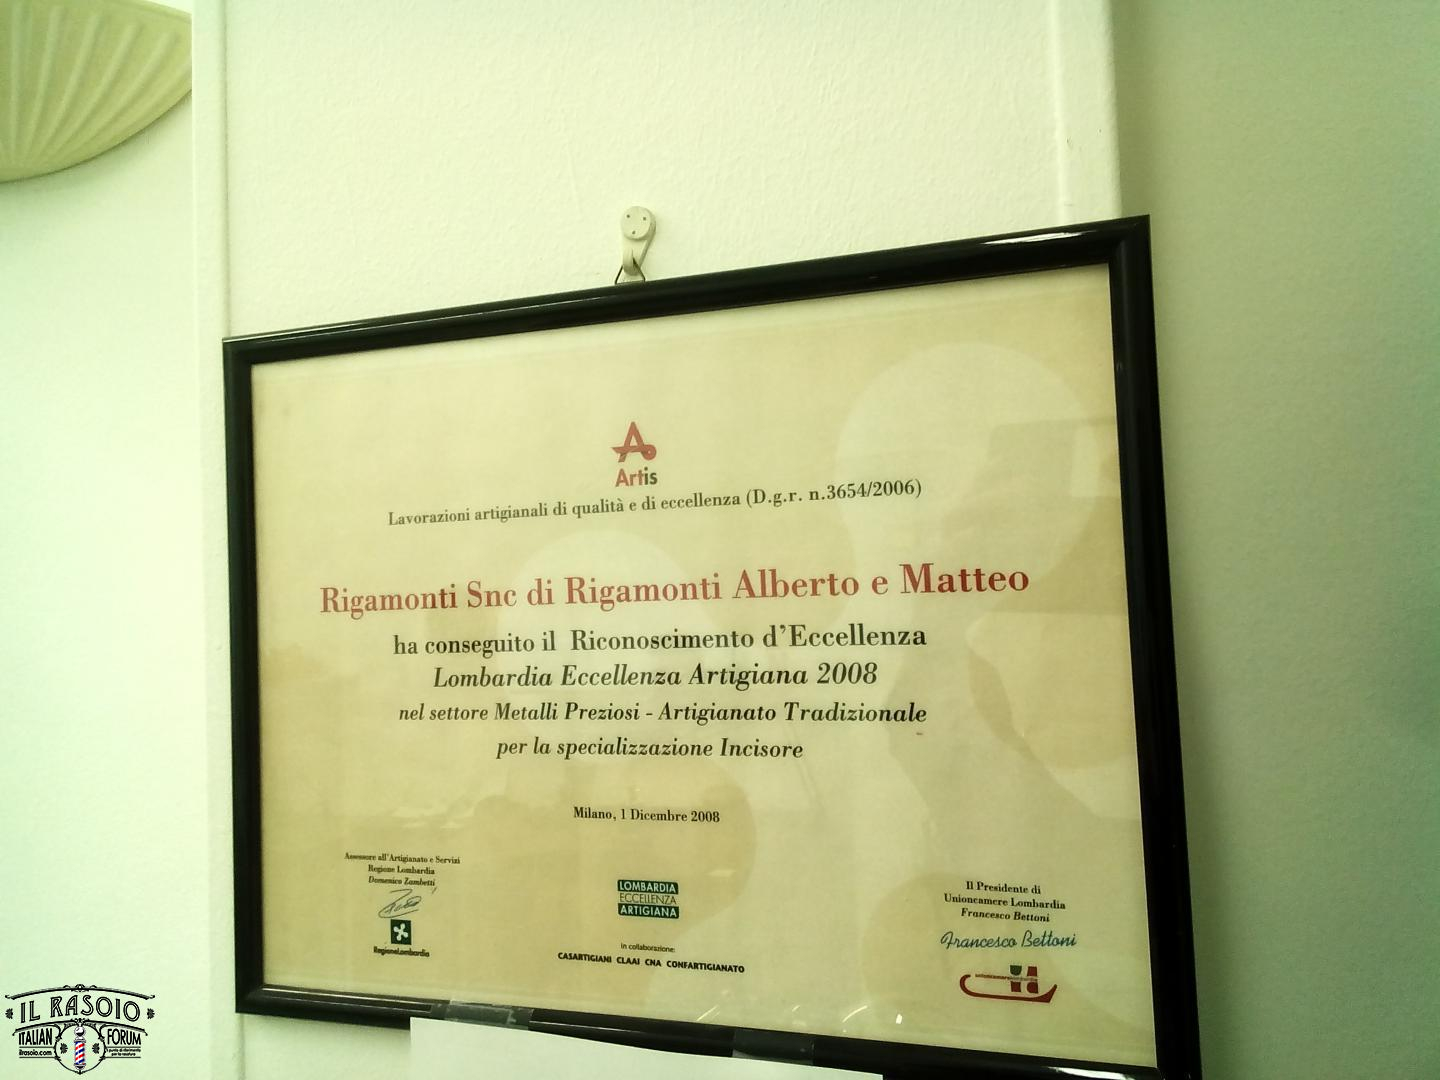 Artis
Lavorazioni artigianali di qualità e di eccellenza (D.g.r. n.3654/2006)
Rigamonti Snc di Rigamonti Alberto e Matteo
ha conseguito il Riconoscimento d'Eccellenza
Lombardia Eccellenza Artigiana 2008
nel settore Metalli Preziosi - Artigianato Tradizionale
per la specializzazione Incisore
Milano, 1 Dicembre 2008
Assessore all'Artigianato e Servizi
Regione Lombardia
Domenico Zambetti
RegioneLombardia
LOMBARDIA
ECCELLENZA
ARTIGIANA
in collaborazione:
CASARTIGIANI CLAAI CNA CONFARTIGIANATO
Il Presidente di
Unioncamere Lombardia
Francesco Bettoni
Francesco Bettoni
IL RASOIO
ITALIAN FORUM
ilrasoio.com